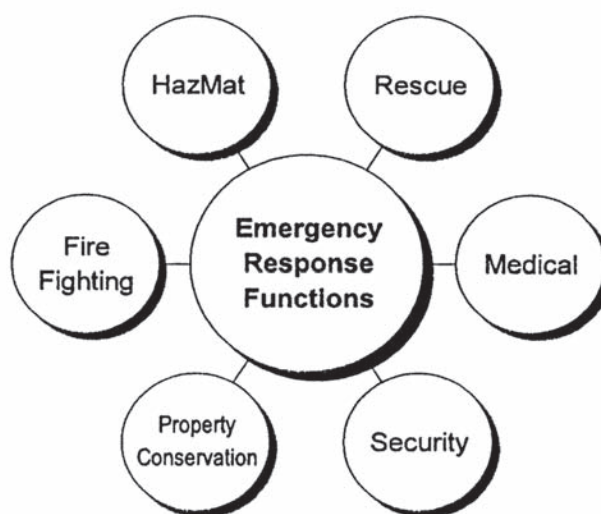 HazMat
Rescue
Emergency
Response
Functions
Fire
Fighting
Medical
Property
Conservation
Security